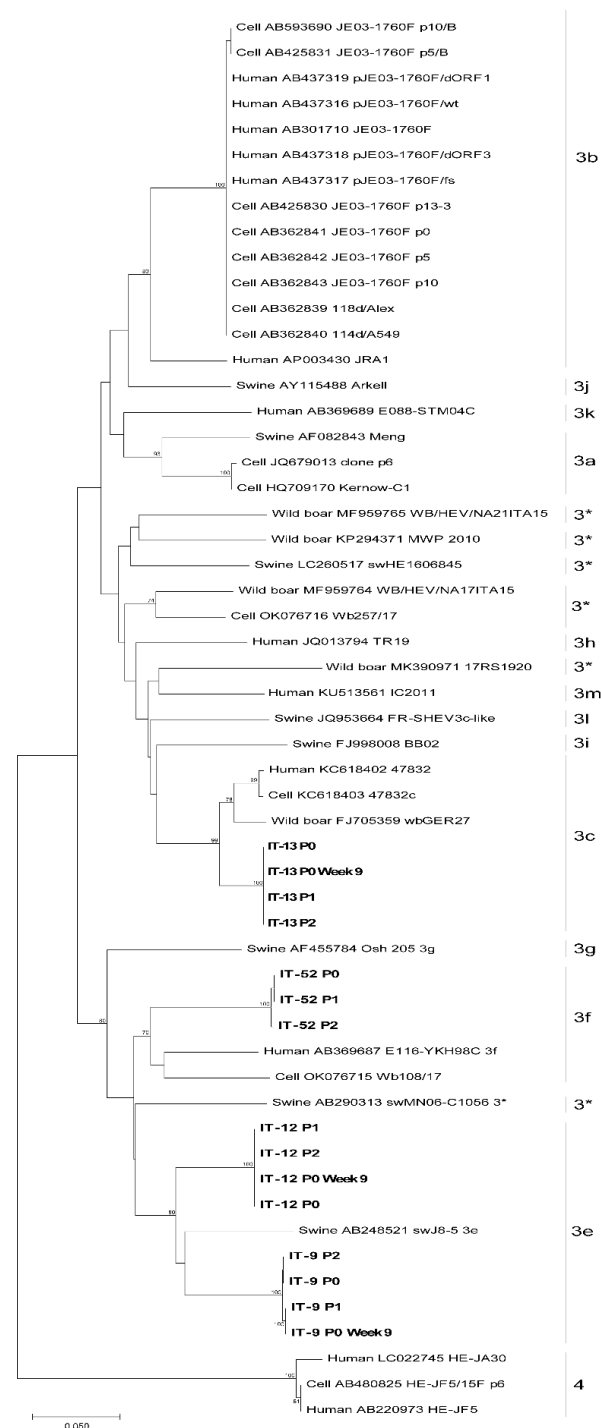 Cell AB593690 JE03-1760F p10/B
Cell AB425831 JE03-1760F p5/B
Human AB437319 pJE03-1760F/dORF1
Human AB437316 pJE03-1760F/wt
Human AB301710 JE03-1760F
Human AB437318 pJE03-1760F/dORF3
Human AB437317 pJE03-1760F/fs
100
Cell AB425830 JE03-1760F p13-3
Cell AB362841 JE03-1760F p0
Cell AB362842 JE03-1760F p5
Cell AB362843 JE03-1760F p10
Cell AB362839 118d/Alex
Cell AB362840 114d/A549
Human AP003430 JRA1
3b
Swine AY115488 Arkell
3j
Human AB369689 E088-STM04C
3k
Swine AF082843 Meng
Cell JQ679013 clone p6
100
Cell HQ709170 Kernow-C1
3a
Wild boar MF959765 WB/HEV/NA21ITA15
3*
Wild boar KP294371 MWP 2010
3*
Swine LC260517 swHE1606845
3*
Wild boar MF959764 WB/HEV/NA17ITA15
Cell OK076716 Wb257/17
3*
Human JQ013794 TR19
3h
Wild boar MK390971 17RS1920
3*
Human KU513561 IC2011
3m
Swine JQ953664 FR-SHEV3c-like
3l
Swine FJ998008 BB02
3i
Human KC618402 47832
99
Cell KC618403 47832c
78
Wild boar FJ705359 wbGER27
IT-13 P0
IT-13 P0 Week 9
100
IT-13 P1
IT-13 P2
3c
Swine AF455784 Osh 205 3g
3g
IT-52 P0
IT-52 P1
100
IT-52 P2
Human AB369687 E116-YKH98C 3f
Cell OK076715 Wb108/17
3f
Swine AB290313 swMN06-C1056 3*
3*
IT-12 P1
IT-12 P2
100
IT-12 P0 Week 9
IT-12 P0
Swine AB248521 swJ8-5 3e
IT-9 P2
IT-9 P0
100
IT-9 P1
100
IT-9 P0 Week 9
3e
Human LC022745 HE-JA30
100
Cell AB480825 HE-JF5/15F p6
Human AB220973 HE-JF5
4
0.050